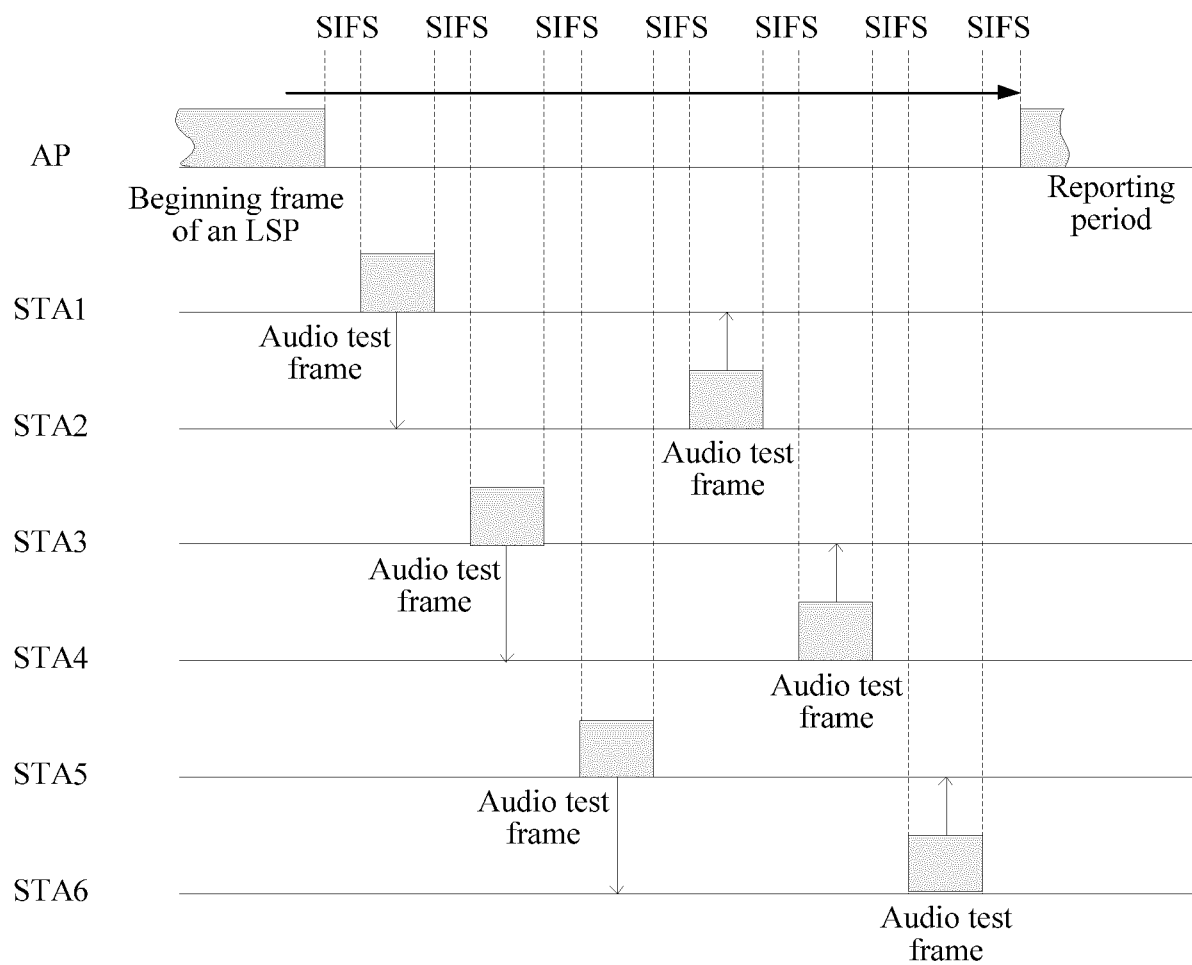 SIFS SIFS SIFS SIFS SIFS SIFS SIFS
AP
Beginning frame
of an LSP
Reporting
period
STA1
Audio test
frame
STA2
Audio test
frame
STA3
Audio test
frame
STA4
Audio test
frame
STA5
Audio test
frame
STA6
Audio test
frame